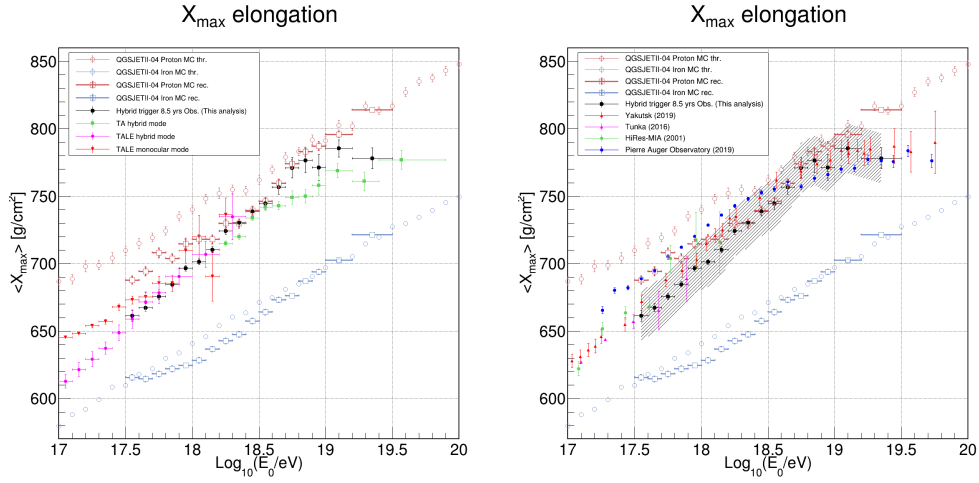 X_max elongation
<X_max> [g/cm²]
850
800
750
700
650
600
QGSJETII-04 Proton MC thr.
QGSJETII-04 Iron MC thr.
QGSJETII-04 Proton MC rec.
QGSJETII-04 Iron MC rec.
Hybrid trigger 8.5 yrs Obs. (This analysis)
TA hybrid mode
TALE hybrid mode
TALE monocular mode
17
17.5
18
18.5
19
19.5
20
Log₁₀(E₀/eV)
X_max elongation
<X_max> [g/cm²]
850
800
750
700
650
600
QGSJETII-04 Proton MC thr.
QGSJETII-04 Iron MC thr.
QGSJETII-04 Proton MC rec.
QGSJETII-04 Iron MC rec.
Hybrid trigger 8.5 yrs Obs. (This analysis)
Yakutsk (2019)
Tunka (2016)
HiRes-MIA (2001)
Pierre Auger Observatory (2019)
17
17.5
18
18.5
19
19.5
20
Log₁₀(E₀/eV)